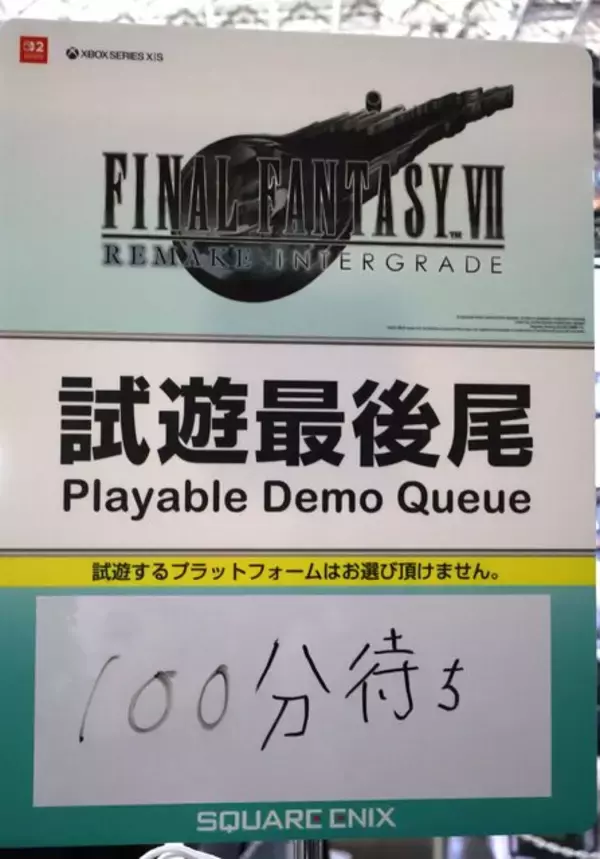 XBOX SERIES X|S
FINAL FANTASY VII
REMAKE INTERGRADE
試遊最後尾
Playable Demo Queue
試遊するプラットフォームはお選び頂けません。
100分待ち
SQUARE ENIX